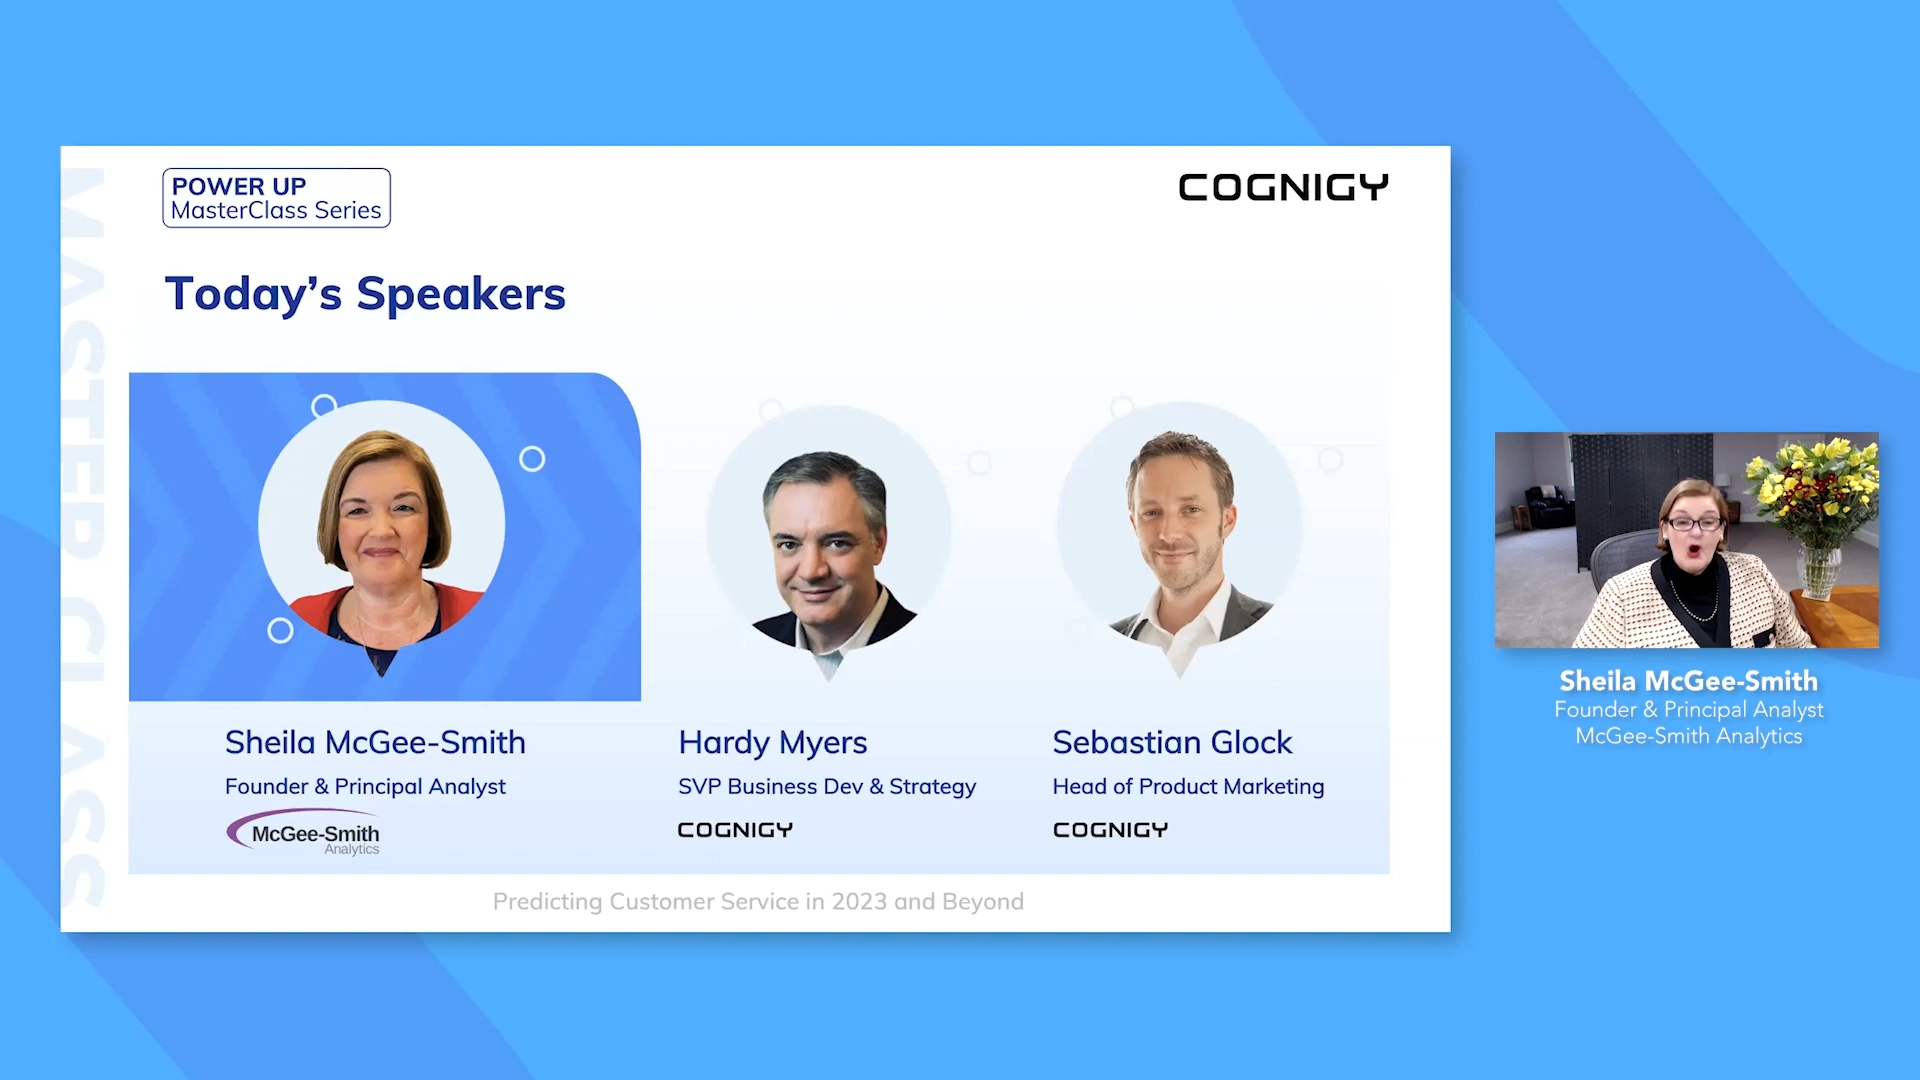 POWER UP
MasterClass Series
COGNIGY
MASTER CLASS
Today's Speakers
Sheila McGee-Smith
Founder & Principal Analyst
McGee-Smith
Analytics
Hardy Myers
SVP Business Dev & Strategy
COGNIGY
Sebastian Glock
Head of Product Marketing
COGNIGY
Predicting Customer Service in 2023 and Beyond
Sheila McGee-Smith
Founder & Principal Analyst
McGee-Smith Analytics